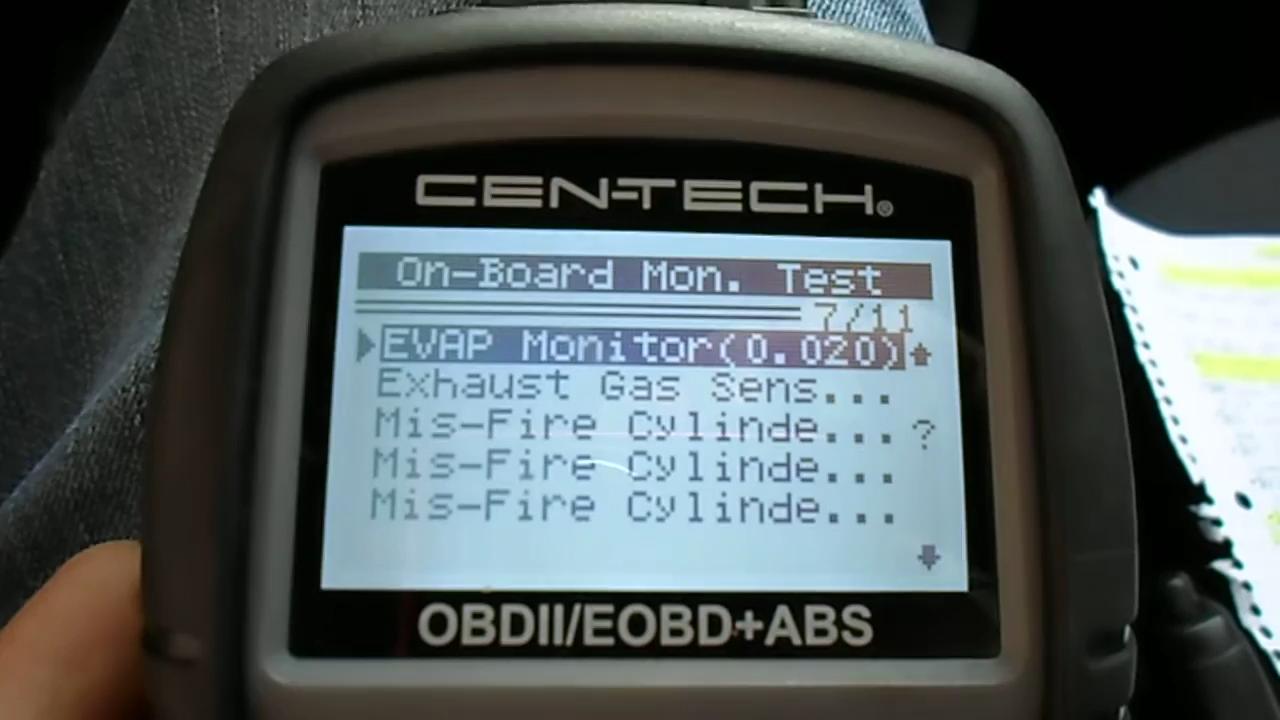 CEN-TECH®
On-Board Mon. Test
7/11
EVAP Monitor(0.020)
Exhaust Gas Sens...
Mis-Fire Cylinde... ?
Mis-Fire Cylinde...
Mis-Fire Cylinde...
OBDII/EOBD+ABS